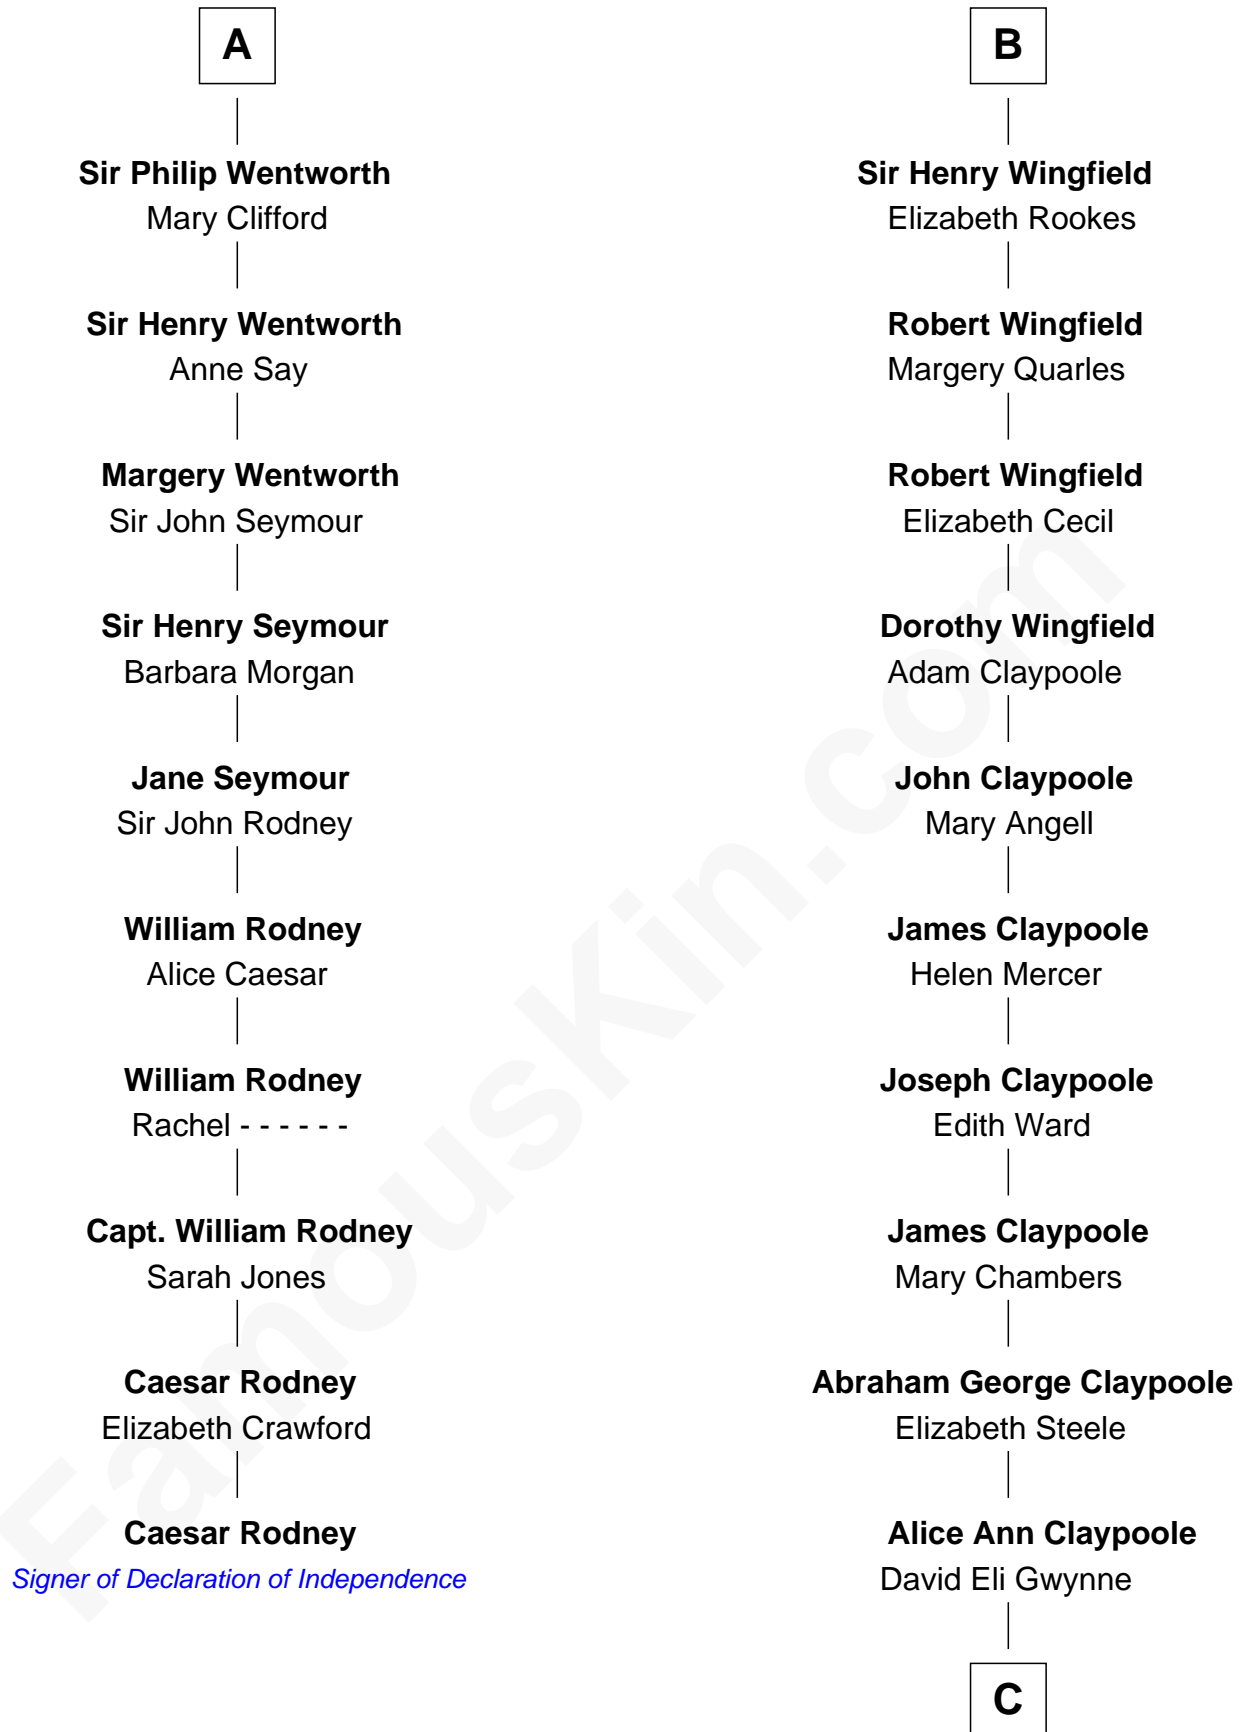 A
Sir Philip Wentworth
Mary Clifford
Sir Henry Wentworth
Anne Say
Margery Wentworth
Sir John Seymour
Sir Henry Seymour
Barbara Morgan
Jane Seymour
Sir John Rodney
William Rodney
Alice Caesar
William Rodney
Rachel - - - - - -
Capt. William Rodney
Sarah Jones
Caesar Rodney
Elizabeth Crawford
Caesar Rodney
Signer of Declaration of Independence
B
Sir Henry Wingfield
Elizabeth Rookes
Robert Wingfield
Margery Quarles
Robert Wingfield
Elizabeth Cecil
Dorothy Wingfield
Adam Claypoole
John Claypoole
Mary Angell
James Claypoole
Helen Mercer
Joseph Claypoole
Edith Ward
James Claypoole
Mary Chambers
Abraham George Claypoole
Elizabeth Steele
Alice Ann Claypoole
David Eli Gwynne
C
FamousKin.com